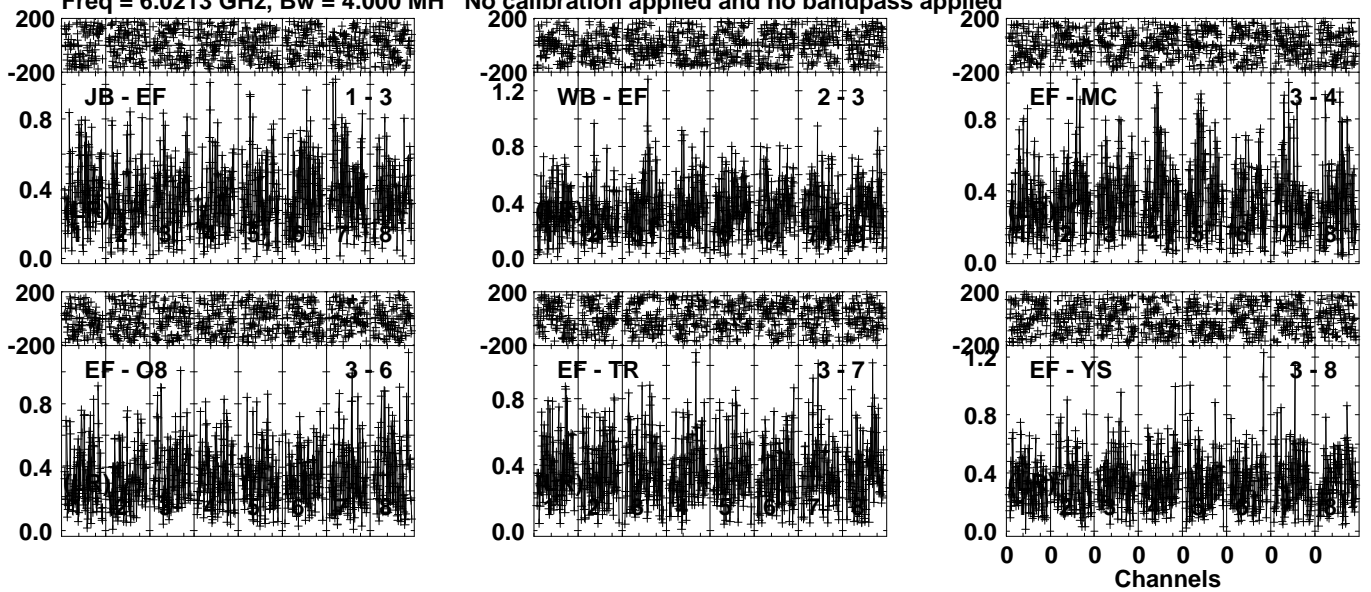 Freq = 6.0213 GHz, Bw = 4.000 MH No calibration applied and no bandpass applied
200 200 200
-200 -200 -200
JB - EF 1 - 3 WB - EF 2 - 3 EF - MC 3 - 4
1.2
0.8 0.8 0.8
0.4 0.4 0.4
0.0 0.0 0.0
200 200 200
-200 -200 -200
1.2
EF - O8 3 - 6 EF - TR 3 - 7 EF - YS 3 - 8
0.8 0.8 0.8
0.4 0.4 0.4
0.0 0.0 0.0
0 0 0 0 0 0 0 0
Channels